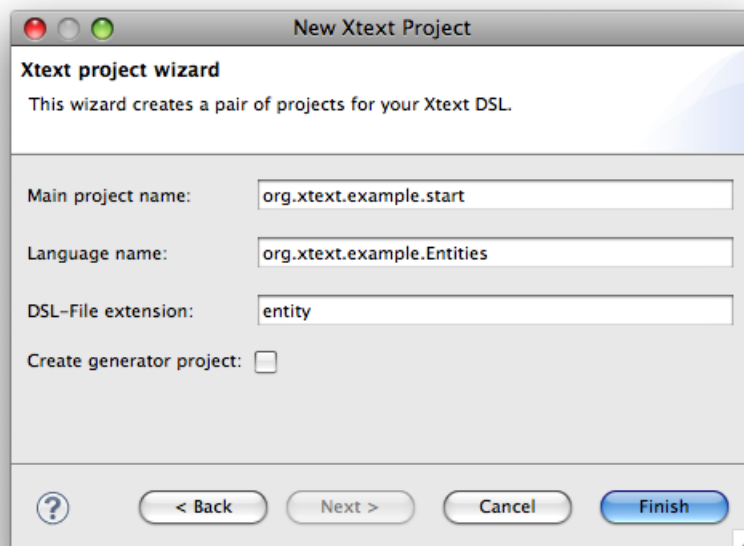 New Xtext Project
Xtext project wizard
This wizard creates a pair of projects for your Xtext DSL.
Main project name: org.xtext.example.start
Language name: org.xtext.example.Entities
DSL-File extension: entity
Create generator project:
? < Back Next > Cancel Finish